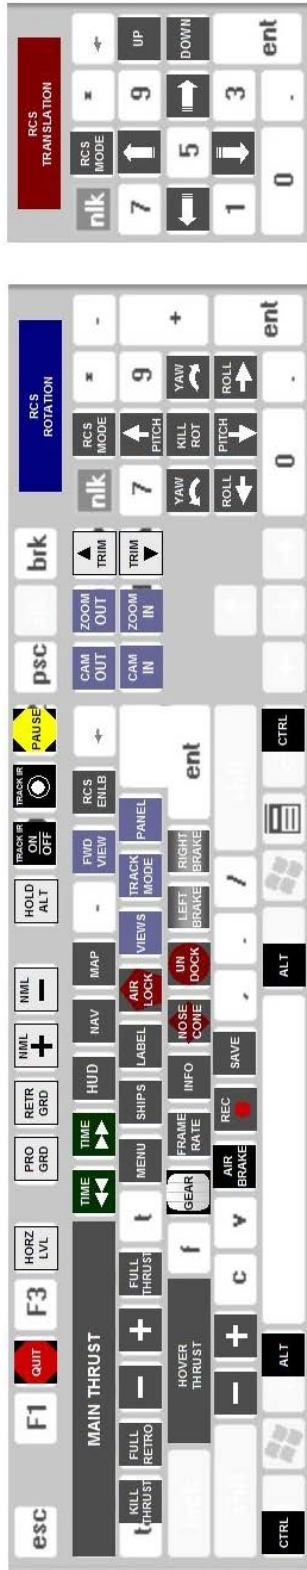 esc
F1
QUIT
F3
HORZ
LVL
PRO
GRD
RETR
GRD
NML
+
NML
-
HOLD
ALT
TRACK IR
ON
OFF
TRACK IR
PAUSE
psc
brk
RCS
ROTATION
RCS
TRANSLATION
MAIN THRUST
TIME
TIME
HUD
NAV
MAP
-
FWD
VIEW
RCS
ENLB
CAM
OUT
ZOOM
OUT
TRIM
nlk
RCS
MODE
*
-
nlk
RCS
MODE
*
KILL
THRUST
FULL
RETRO
-
+
FULL
THRUST
t
MENU
SHIPS
LABEL
AIR
LOCK
VIEWS
TRACK
MODE
PANEL
CAM
IN
ZOOM
IN
TRIM
7
PITCH
9
+
7
9
UP
HOVER
THRUST
f
GEAR
FRAME
RATE
INFO
NOSE
CONE
UN
DOCK
LEFT
BRAKE
RIGHT
BRAKE
ent
YAW
KILL
ROT
YAW
5
DOWN
-
+
c
v
AIR
BRAKE
REC
SAVE
,
.
/
ROLL
PITCH
ROLL
ent
1
3
ent
CTRL
ALT
ALT
CTRL
0
.
0
.